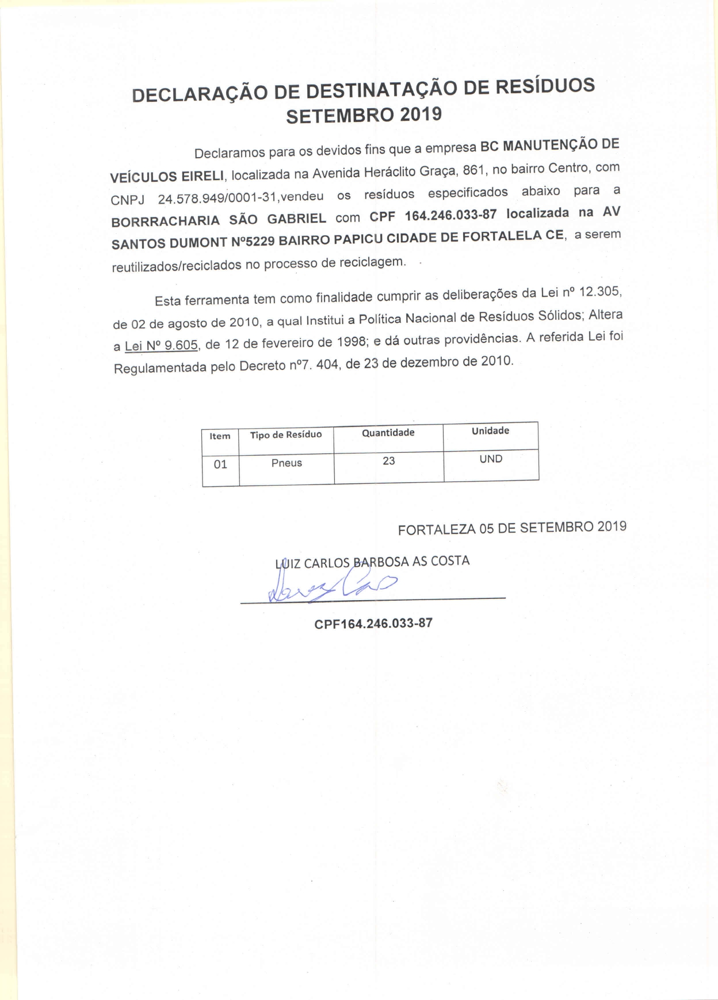 DECLARAÇÃO DE DESTINATAÇÃO DE RESÍDUOS
SETEMBRO 2019
Declaramos para os devidos fins que a empresa BC MANUTENÇÃO DE
VEÍCULOS EIRELI, localizada na Avenida Heráclito Graça, 861, no bairro Centro, com
CNPJ 24.578.949/0001-31,vendeu os resíduos especificados abaixo para a
BORRRACHARIA SÃO GABRIEL com CPF 164.246.033-87 localizada na AV
SANTOS DUMONT Nº5229 BAIRRO PAPICU CIDADE DE FORTALELA CE, a serem
reutilizados/reciclados no processo de reciclagem.
Esta ferramenta tem como finalidade cumprir as deliberações da Lei nº 12.305,
de 02 de agosto de 2010, a qual Institui a Política Nacional de Resíduos Sólidos; Altera
a Lei Nº 9.605, de 12 de fevereiro de 1998; e dá outras providências. A referida Lei foi
Regulamentada pelo Decreto nº7. 404, de 23 de dezembro de 2010.
Item Tipo de Resíduo Quantidade Unidade
01 Pneus 23 UND
FORTALEZA 05 DE SETEMBRO 2019
LUIZ CARLOS BARBOSA AS COSTA
CPF164.246.033-87